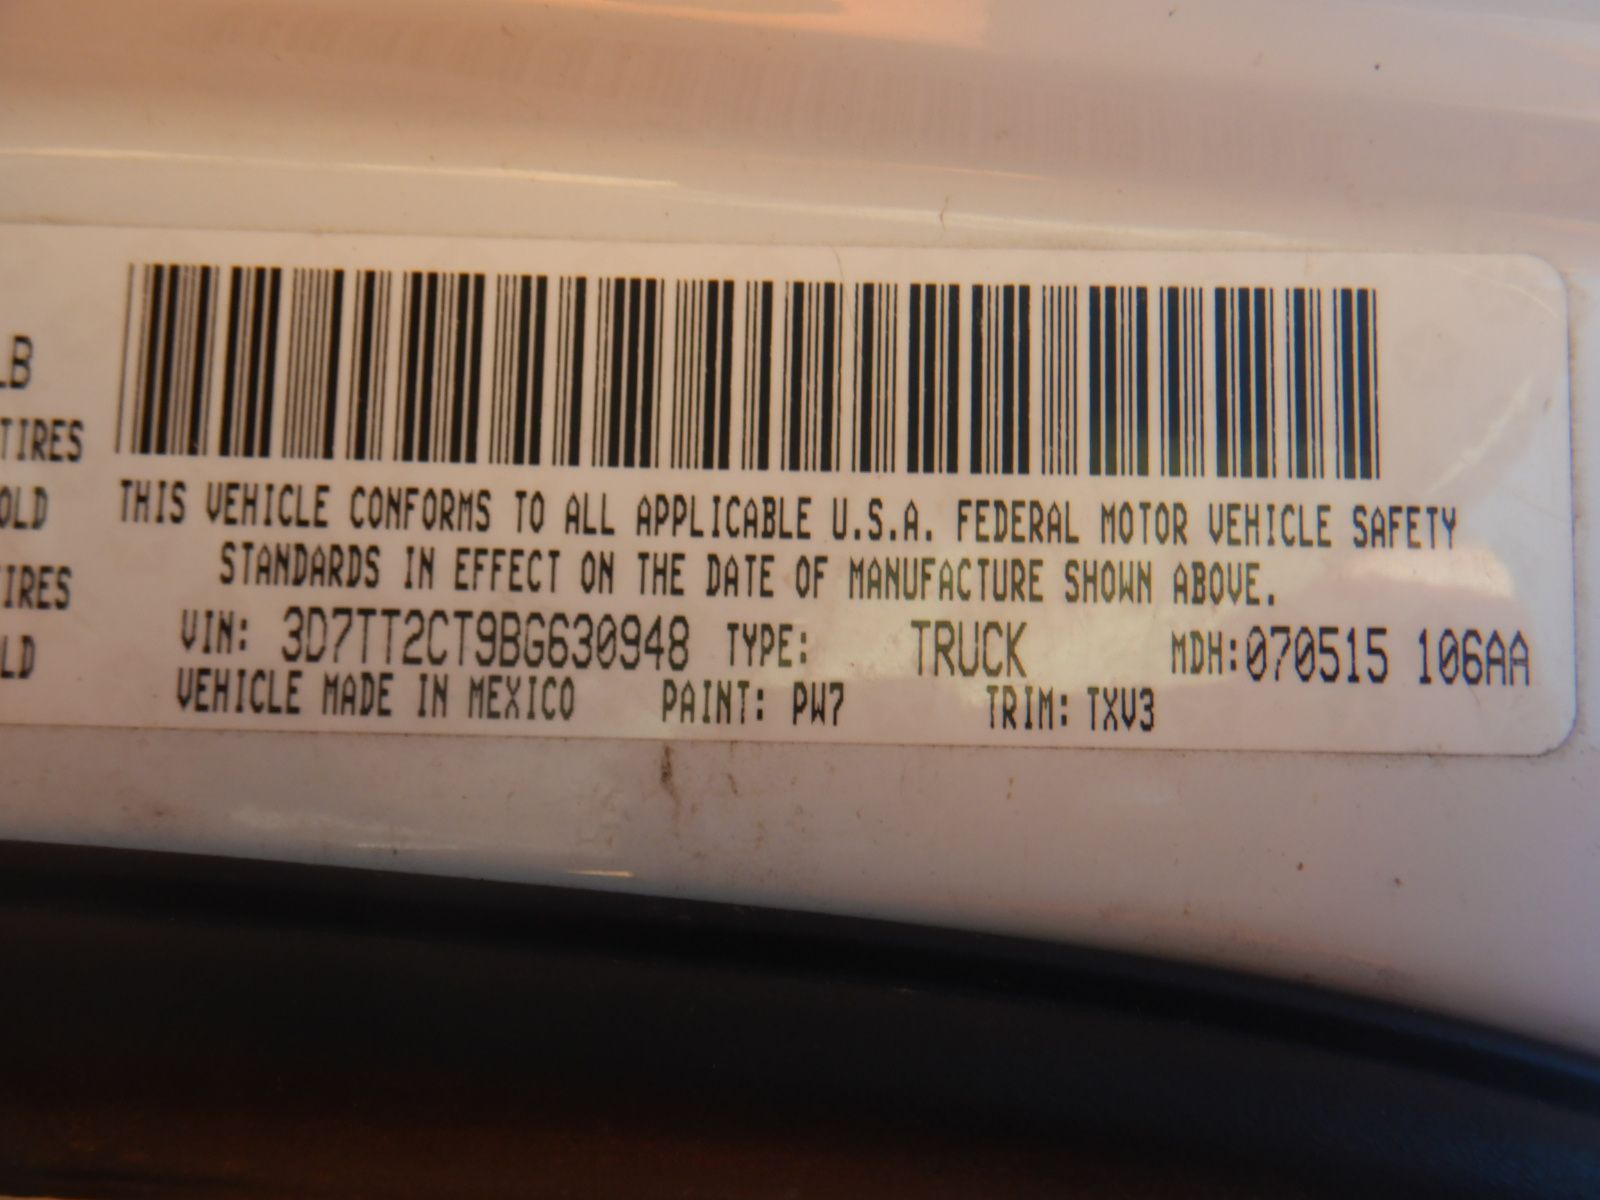 LB
TIRES
OLD
THIS VEHICLE CONFORMS TO ALL APPLICABLE U.S.A. FEDERAL MOTOR VEHICLE SAFETY
STANDARDS IN EFFECT ON THE DATE OF MANUFACTURE SHOWN ABOVE.
IRES
VIN: 3D7TT2CT9BG630948 TYPE: TRUCK MDH:070515 106AA
LD
VEHICLE MADE IN MEXICO PAINT: PW7 TRIM: TXV3